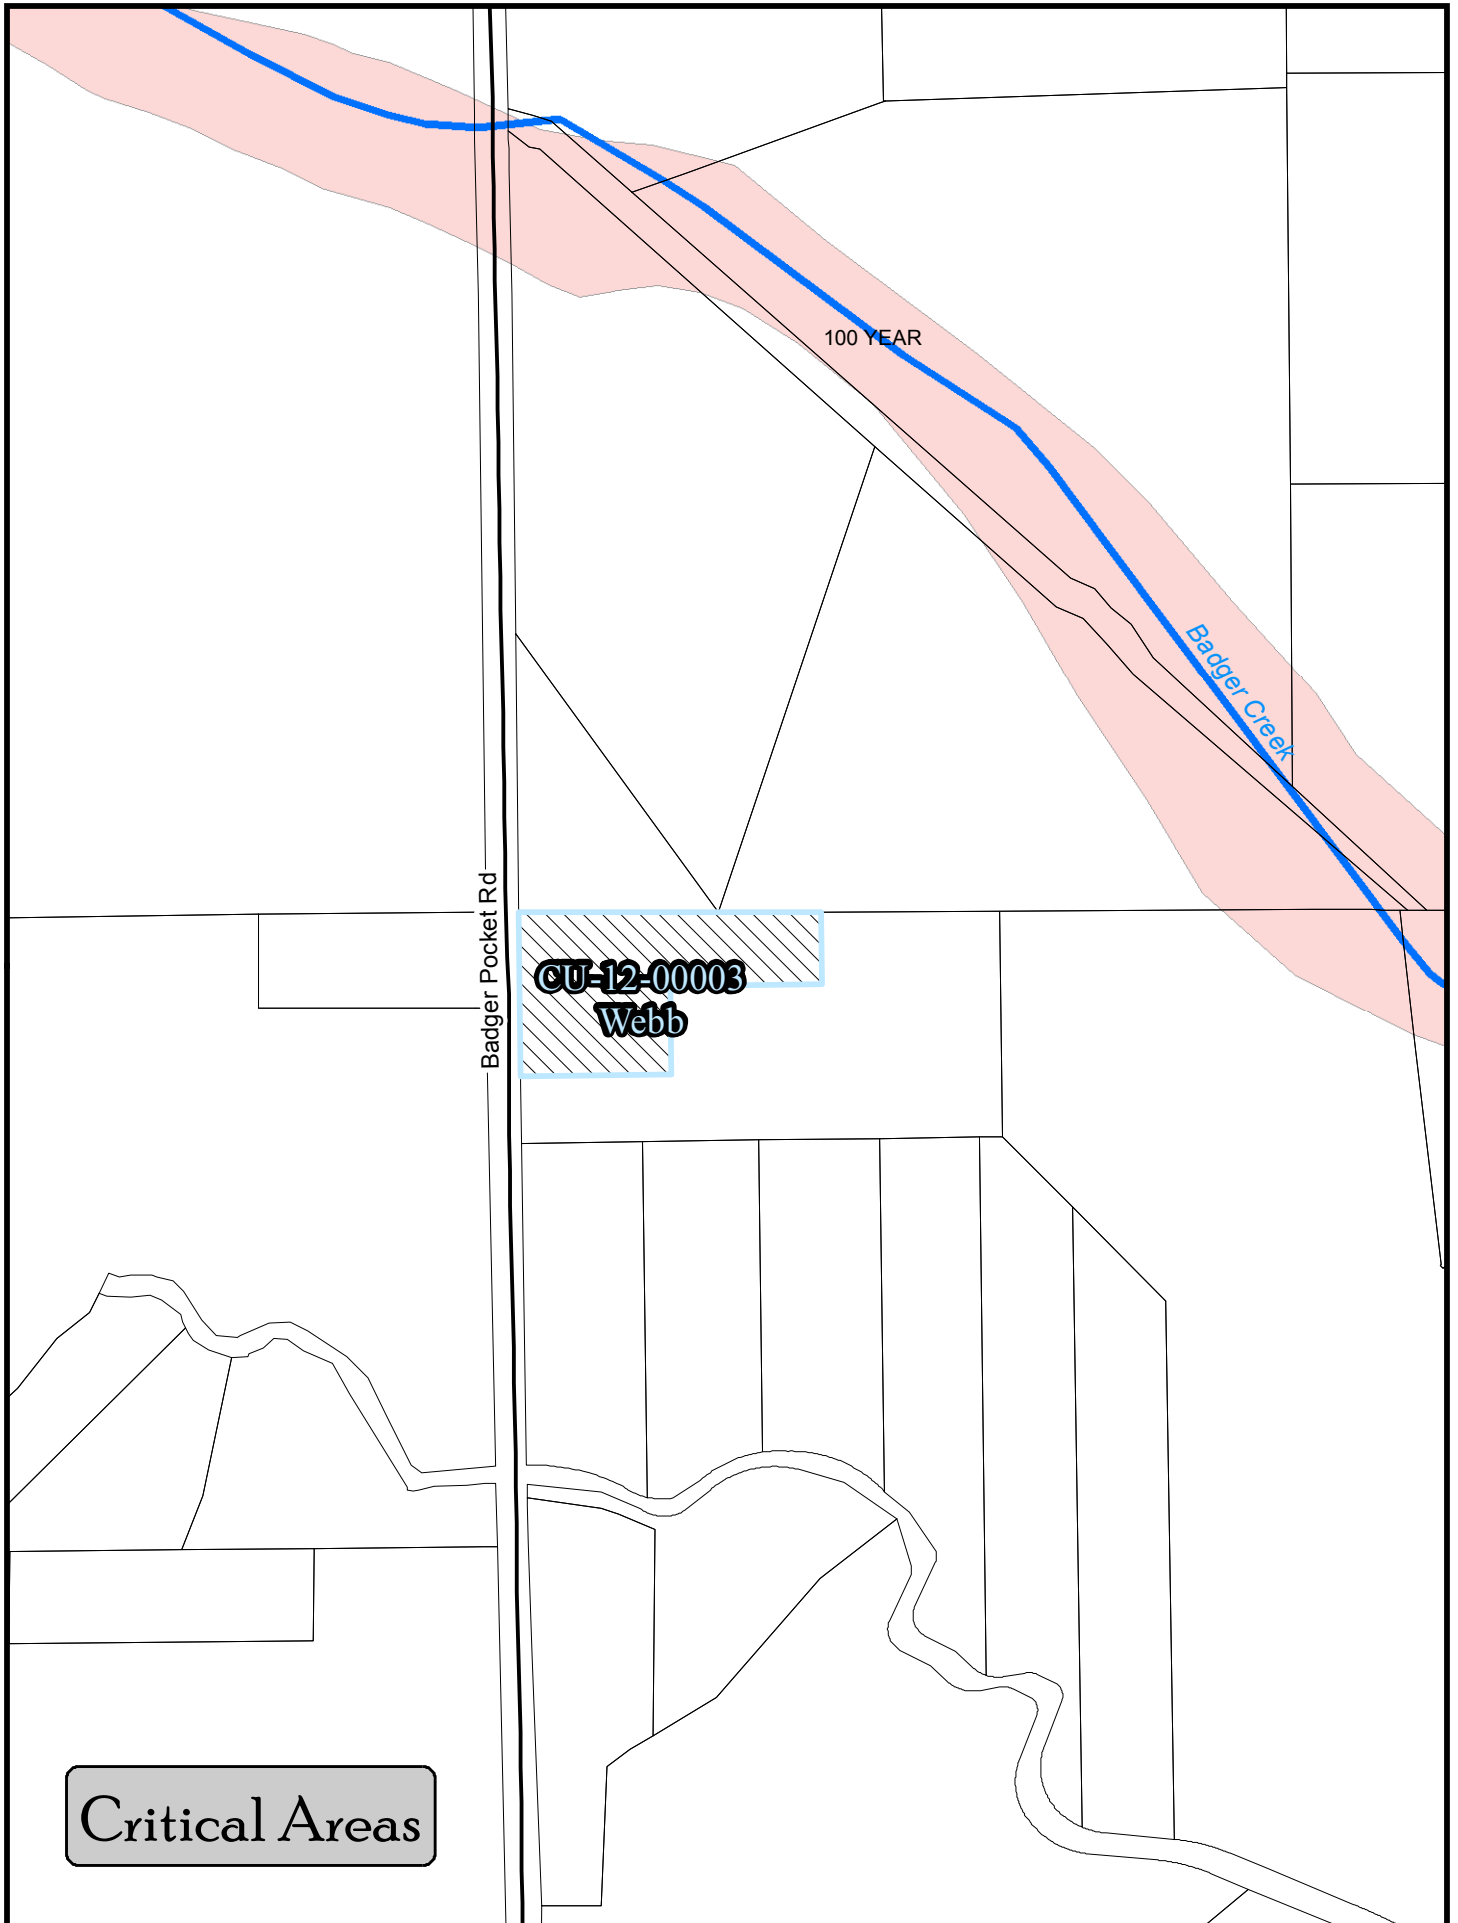 100 YEAR
Badger Creek
Badger Pocket Rd
CU-12-00003
Webb
Critical Areas